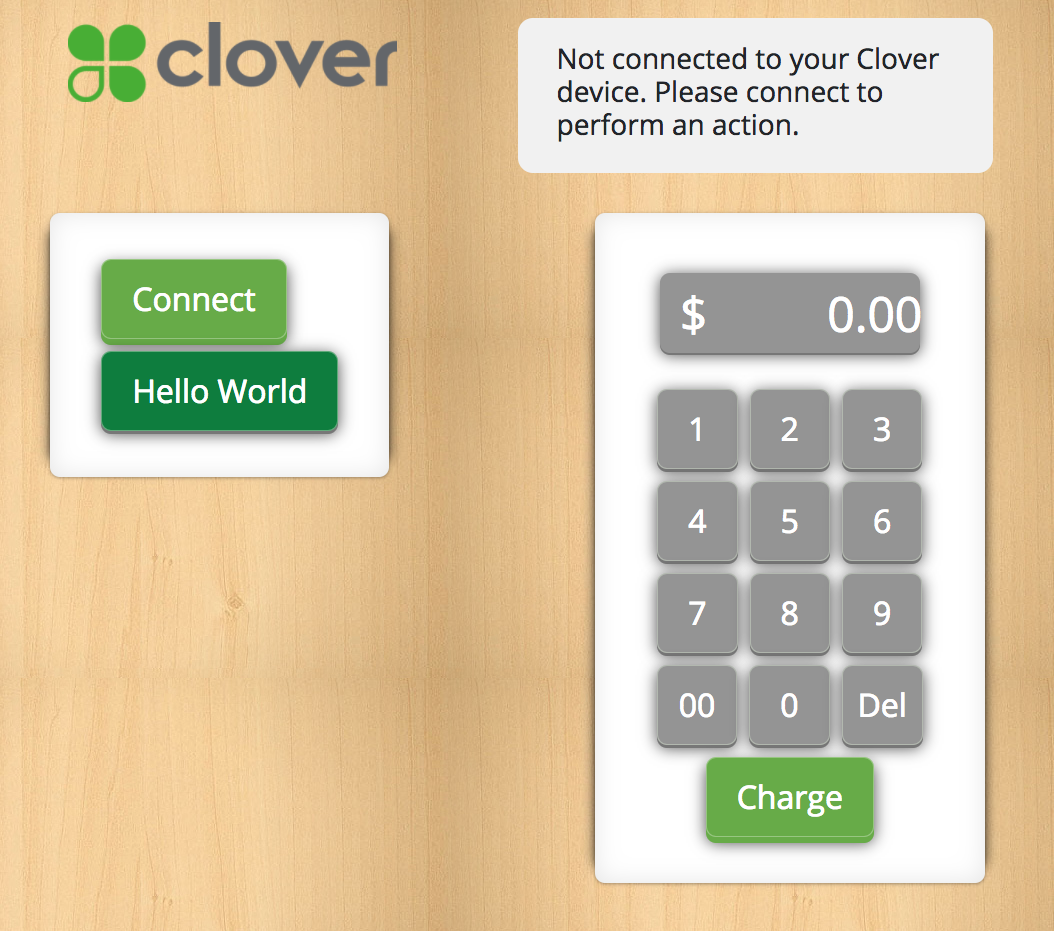 clover
Not connected to your Clover
device. Please connect to
perform an action.
Connect
Hello World
$ 0.00
1 2 3
4 5 6
7 8 9
00 0 Del
Charge